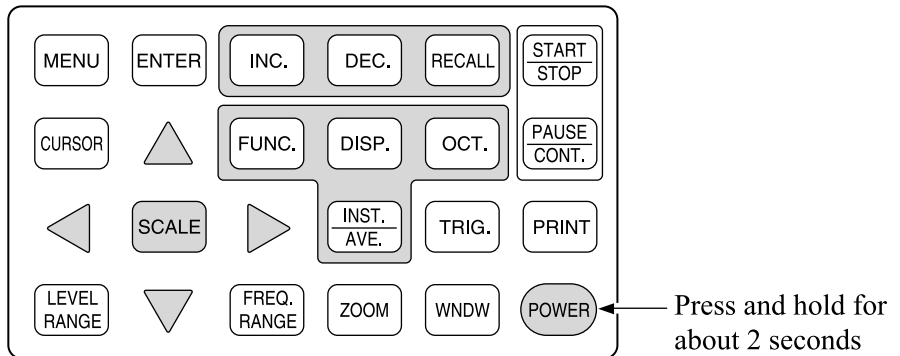 MENU
ENTER
INC.
DEC.
RECALL
START
STOP
CURSOR
FUNC.
DISP.
OCT.
PAUSE
CONT.
SCALE
INST.
AVE.
TRIG.
PRINT
LEVEL
RANGE
FREQ.
RANGE
ZOOM
WNDW
POWER
Press and hold for
about 2 seconds